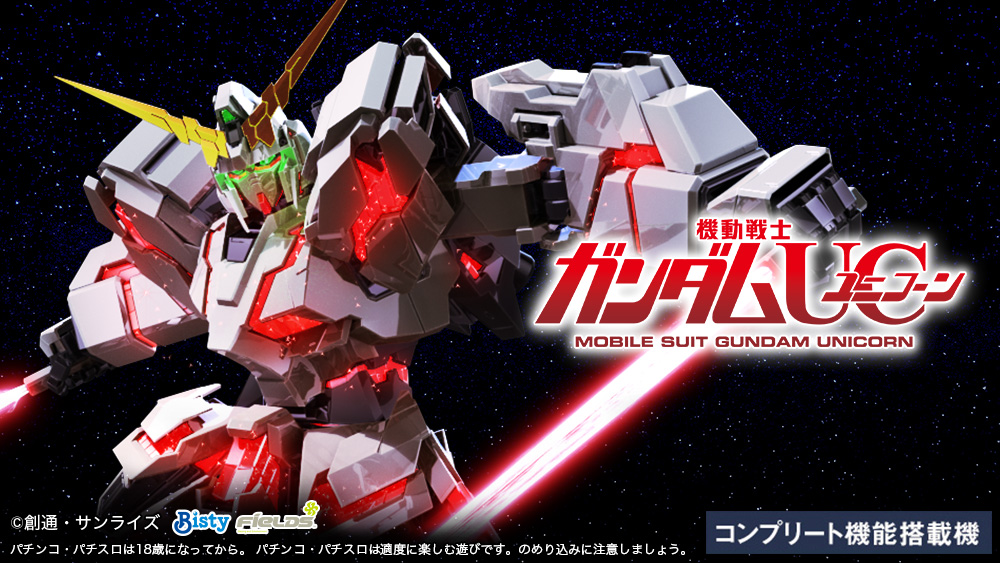 機動戦士
ガンダムUC
ユニコーン
MOBILE SUIT GUNDAM UNICORN
©創通・サンライズ Bisty FIELDS
コンプリート機能搭載機
パチンコ・パチスロは18歳になってから。 パチンコ・パチスロは適度に楽しむ遊びです。のめり込みに注意しましょう。